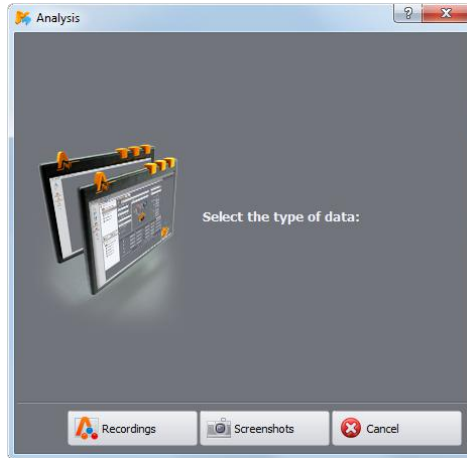 Analysis
Select the type of data:
Recordings
Screenshots
Cancel